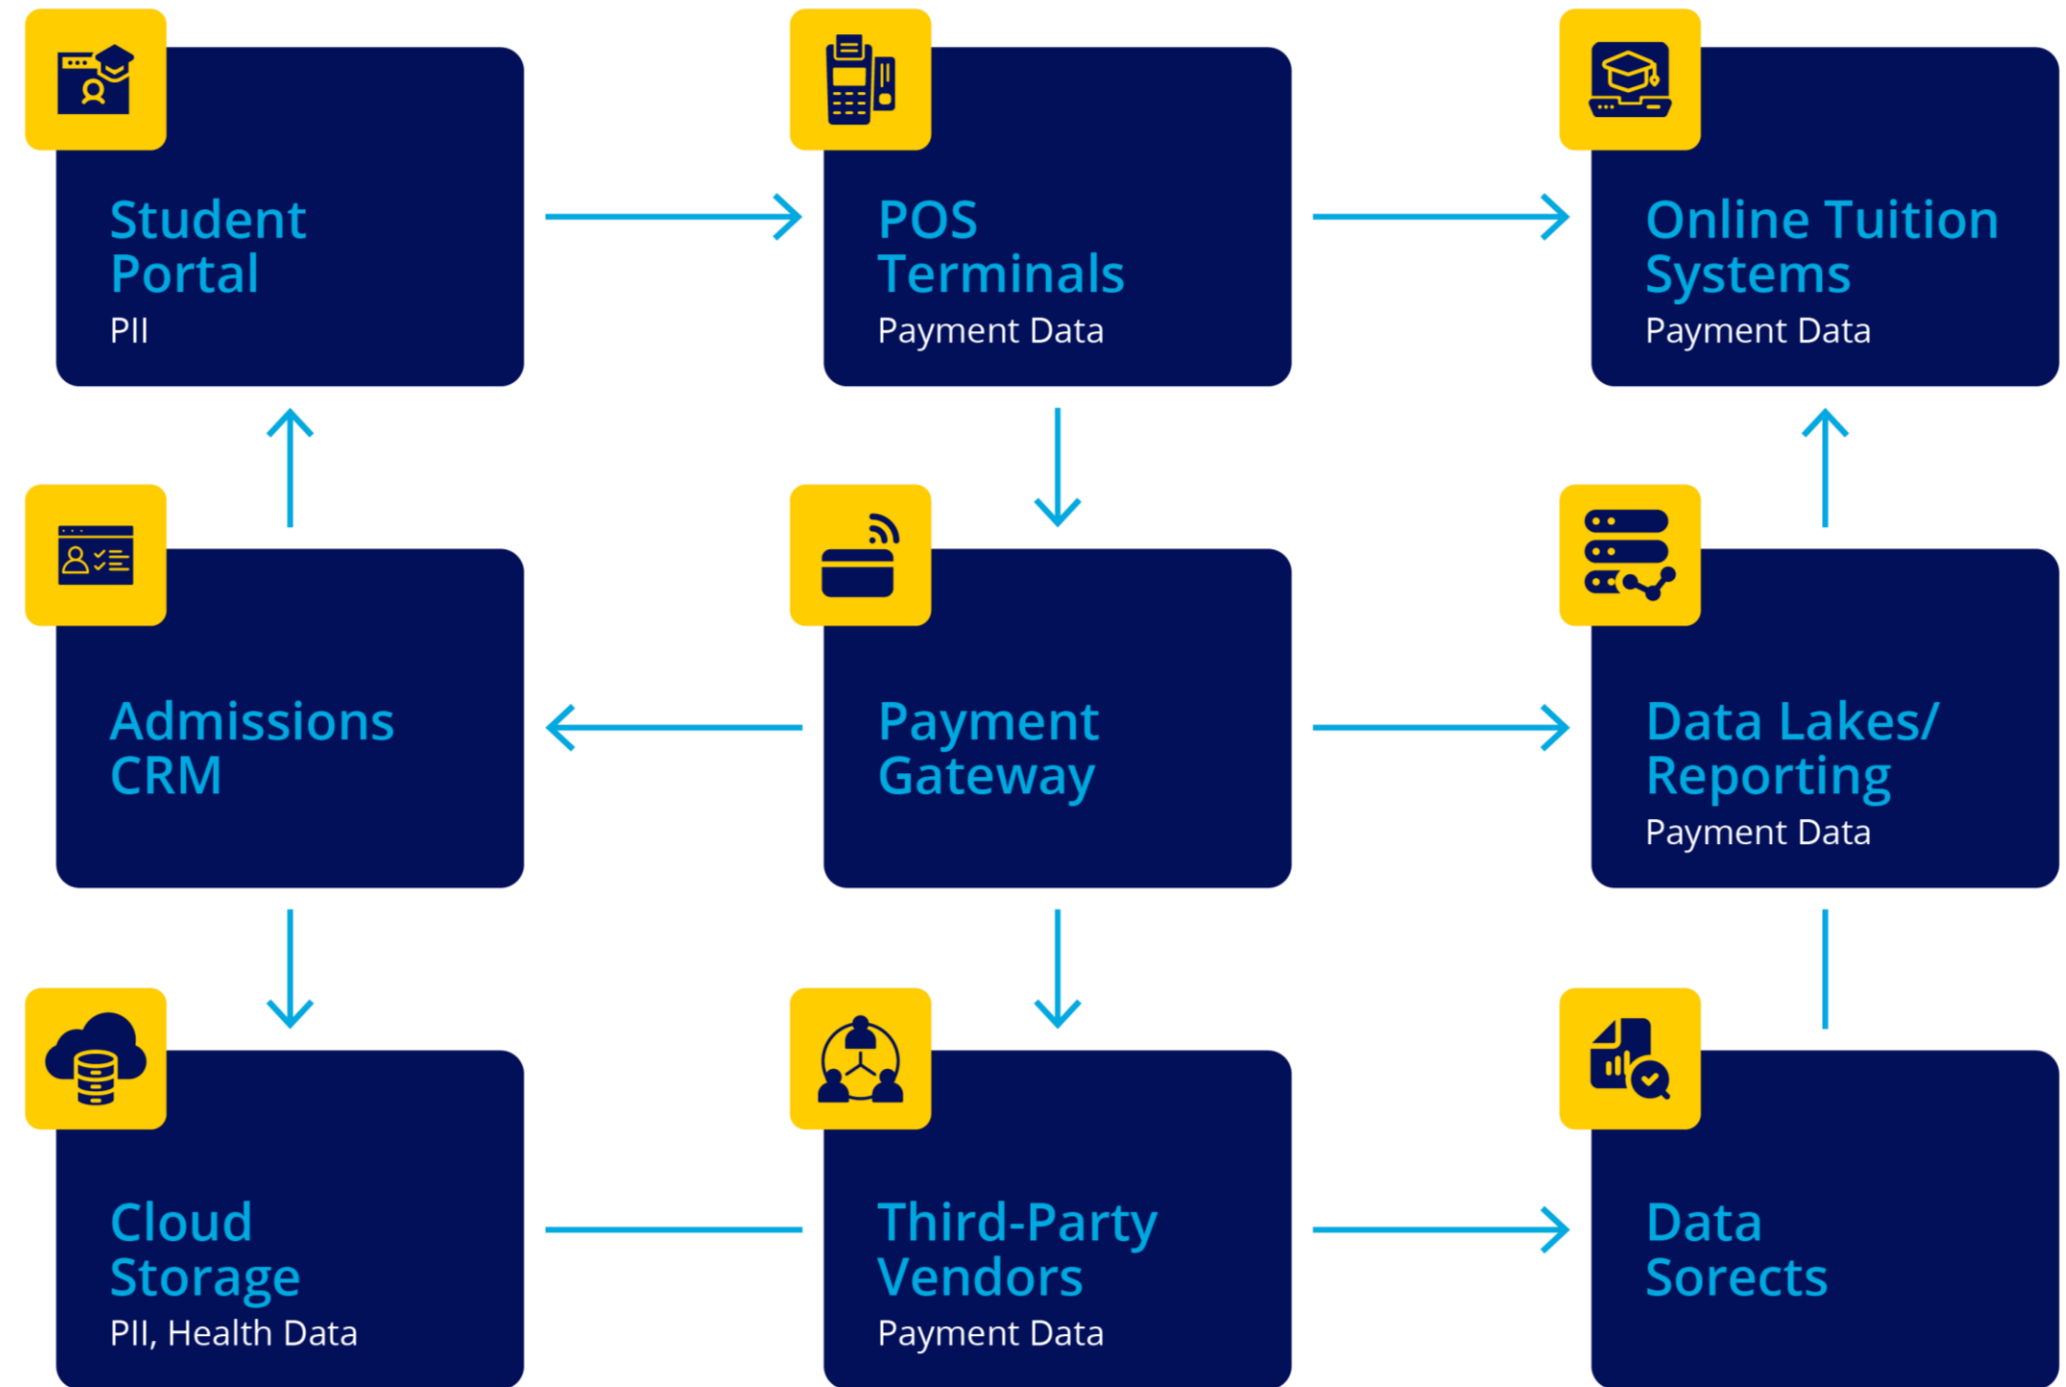 Student
Portal
PII
POS
Terminals
Payment Data
Online Tuition
Systems
Payment Data
Admissions
CRM
Payment
Gateway
Data Lakes/
Reporting
Payment Data
Cloud
Storage
PII, Health Data
Third-Party
Vendors
Payment Data
Data
Sorects